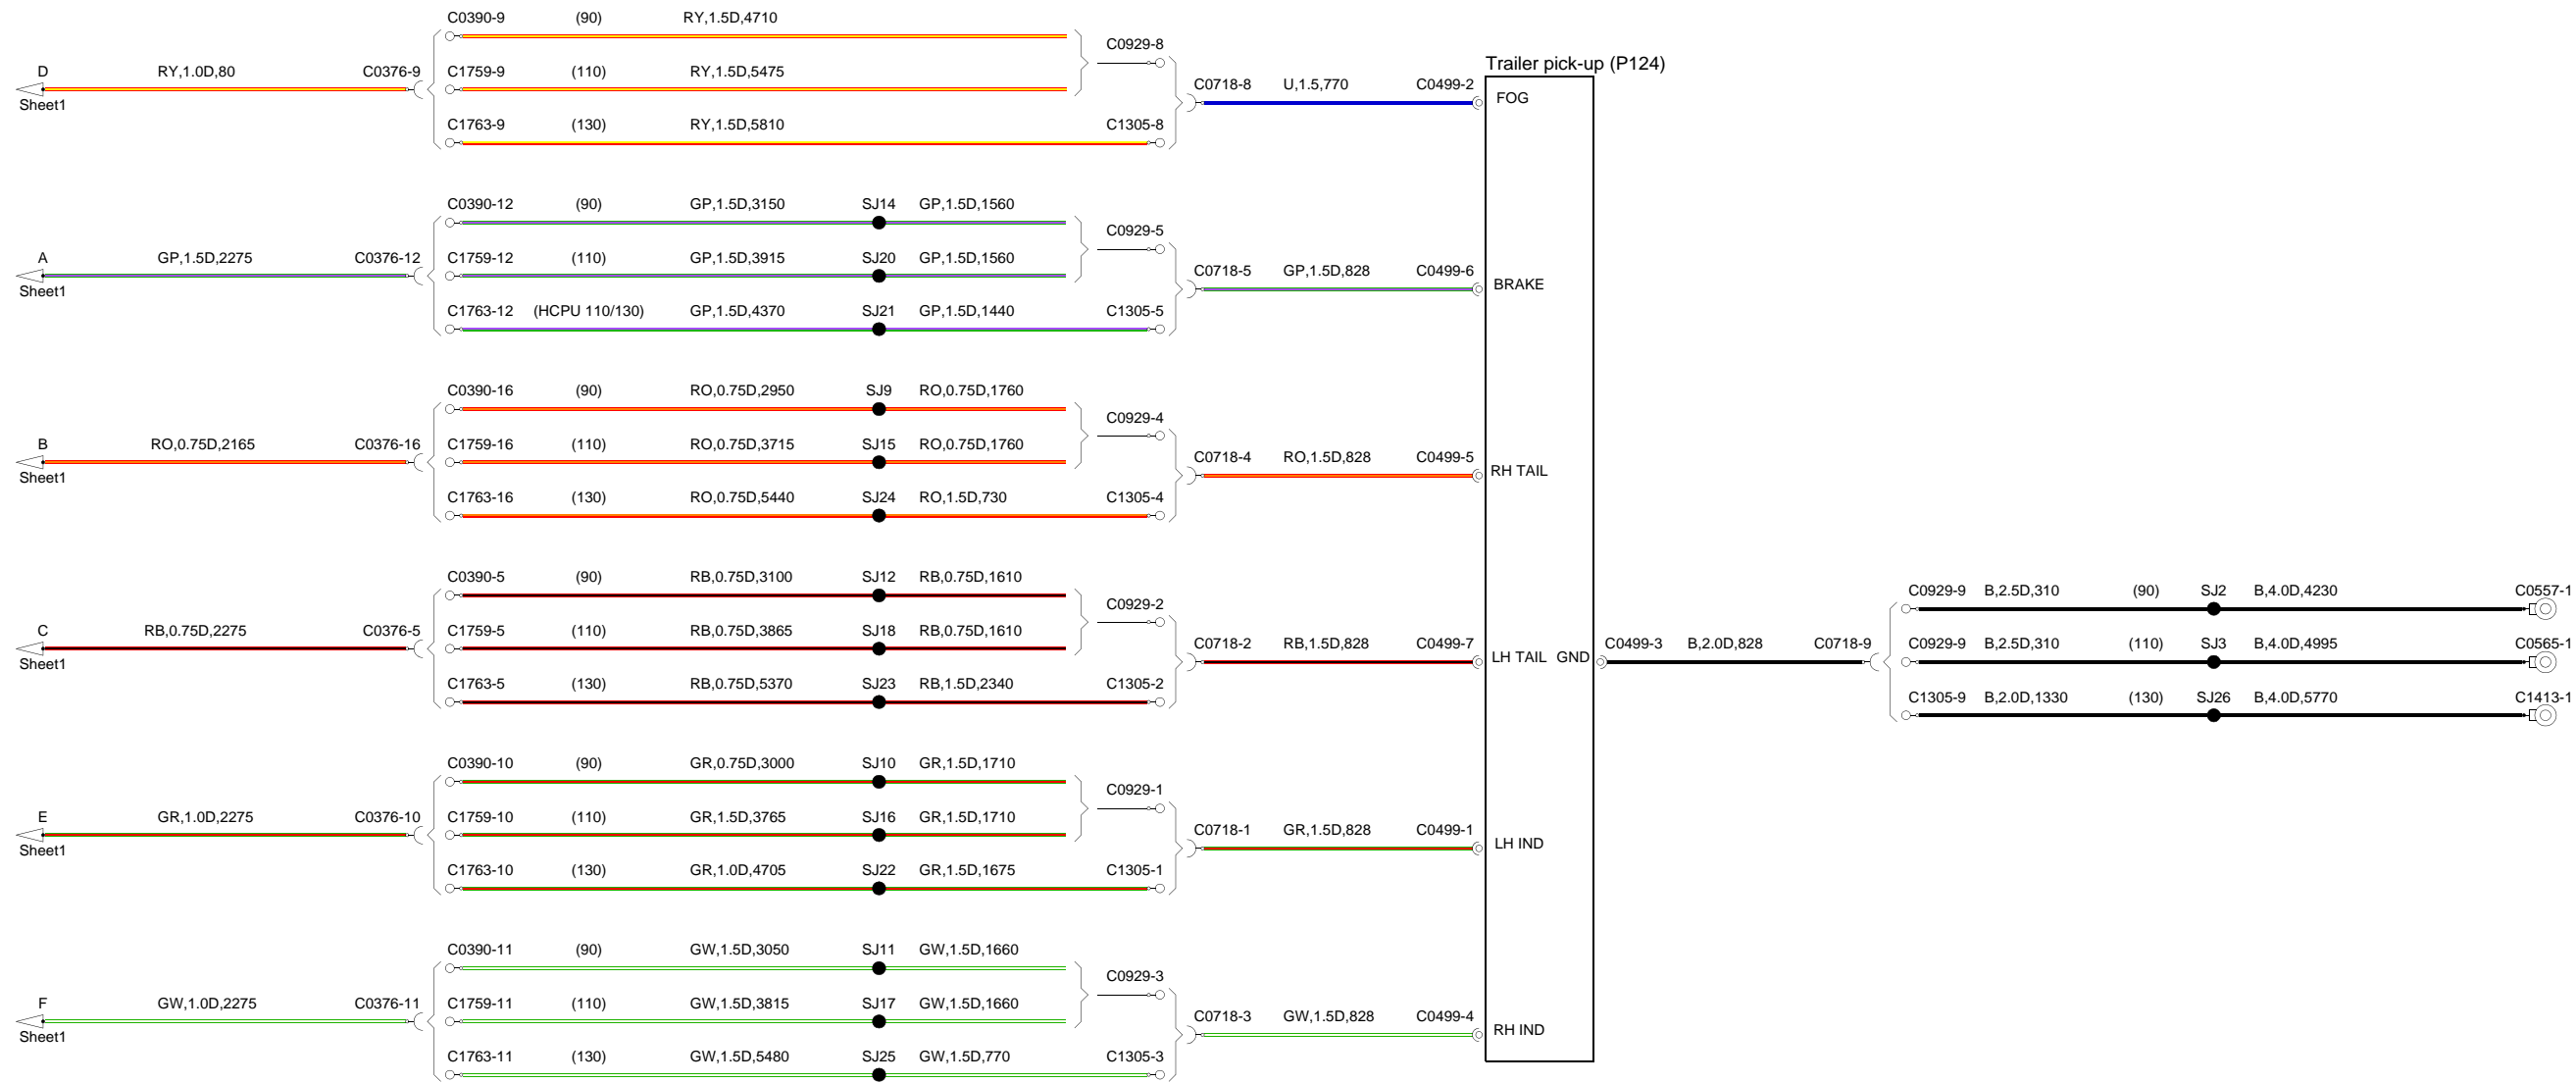 C0390-9 (90) RY,1.5D,4710
C0929-8
Trailer pick-up (P124)
D RY,1.0D,80 C0376-9 C1759-9 (110) RY,1.5D,5475
Sheet1
C0718-8 U,1.5,770 C0499-2
FOG
C1763-9 (130) RY,1.5D,5810 C1305-8
C0390-12 (90) GP,1.5D,3150 SJ14 GP,1.5D,1560
C0929-5
A GP,1.5D,2275 C0376-12 C1759-12 (110) GP,1.5D,3915 SJ20 GP,1.5D,1560
Sheet1
C0718-5 GP,1.5D,828 C0499-6
BRAKE
C1763-12 (HCPU 110/130) GP,1.5D,4370 SJ21 GP,1.5D,1440 C1305-5
C0390-16 (90) RO,0.75D,2950 SJ9 RO,0.75D,1760
C0929-4
B RO,0.75D,2165 C0376-16 C1759-16 (110) RO,0.75D,3715 SJ15 RO,0.75D,1760
Sheet1
C0718-4 RO,1.5D,828 C0499-5
RH TAIL
C1763-16 (130) RO,0.75D,5440 SJ24 RO,1.5D,730 C1305-4
C0390-5 (90) RB,0.75D,3100 SJ12 RB,0.75D,1610
C0929-2
C0929-9 B,2.5D,310 (90) SJ2 B,4.0D,4230 C0557-1
C RB,0.75D,2275 C0376-5 C1759-5 (110) RB,0.75D,3865 SJ18 RB,0.75D,1610
Sheet1
C0718-2 RB,1.5D,828 C0499-7
LH TAIL GND
C0499-3 B,2.0D,828 C0718-9
C0929-9 B,2.5D,310 (110) SJ3 B,4.0D,4995 C0565-1
C1763-5 (130) RB,0.75D,5370 SJ23 RB,1.5D,2340 C1305-2
C1305-9 B,2.0D,1330 (130) SJ26 B,4.0D,5770 C1413-1
C0390-10 (90) GR,0.75D,3000 SJ10 GR,1.5D,1710
C0929-1
E GR,1.0D,2275 C0376-10 C1759-10 (110) GR,1.5D,3765 SJ16 GR,1.5D,1710
Sheet1
C0718-1 GR,1.5D,828 C0499-1
LH IND
C1763-10 (130) GR,1.0D,4705 SJ22 GR,1.5D,1675 C1305-1
C0390-11 (90) GW,1.5D,3050 SJ11 GW,1.5D,1660
C0929-3
F GW,1.0D,2275 C0376-11 C1759-11 (110) GW,1.5D,3815 SJ17 GW,1.5D,1660
Sheet1
C0718-3 GW,1.5D,828 C0499-4
RH IND
C1763-11 (130) GW,1.5D,5480 SJ25 GW,1.5D,770 C1305-3